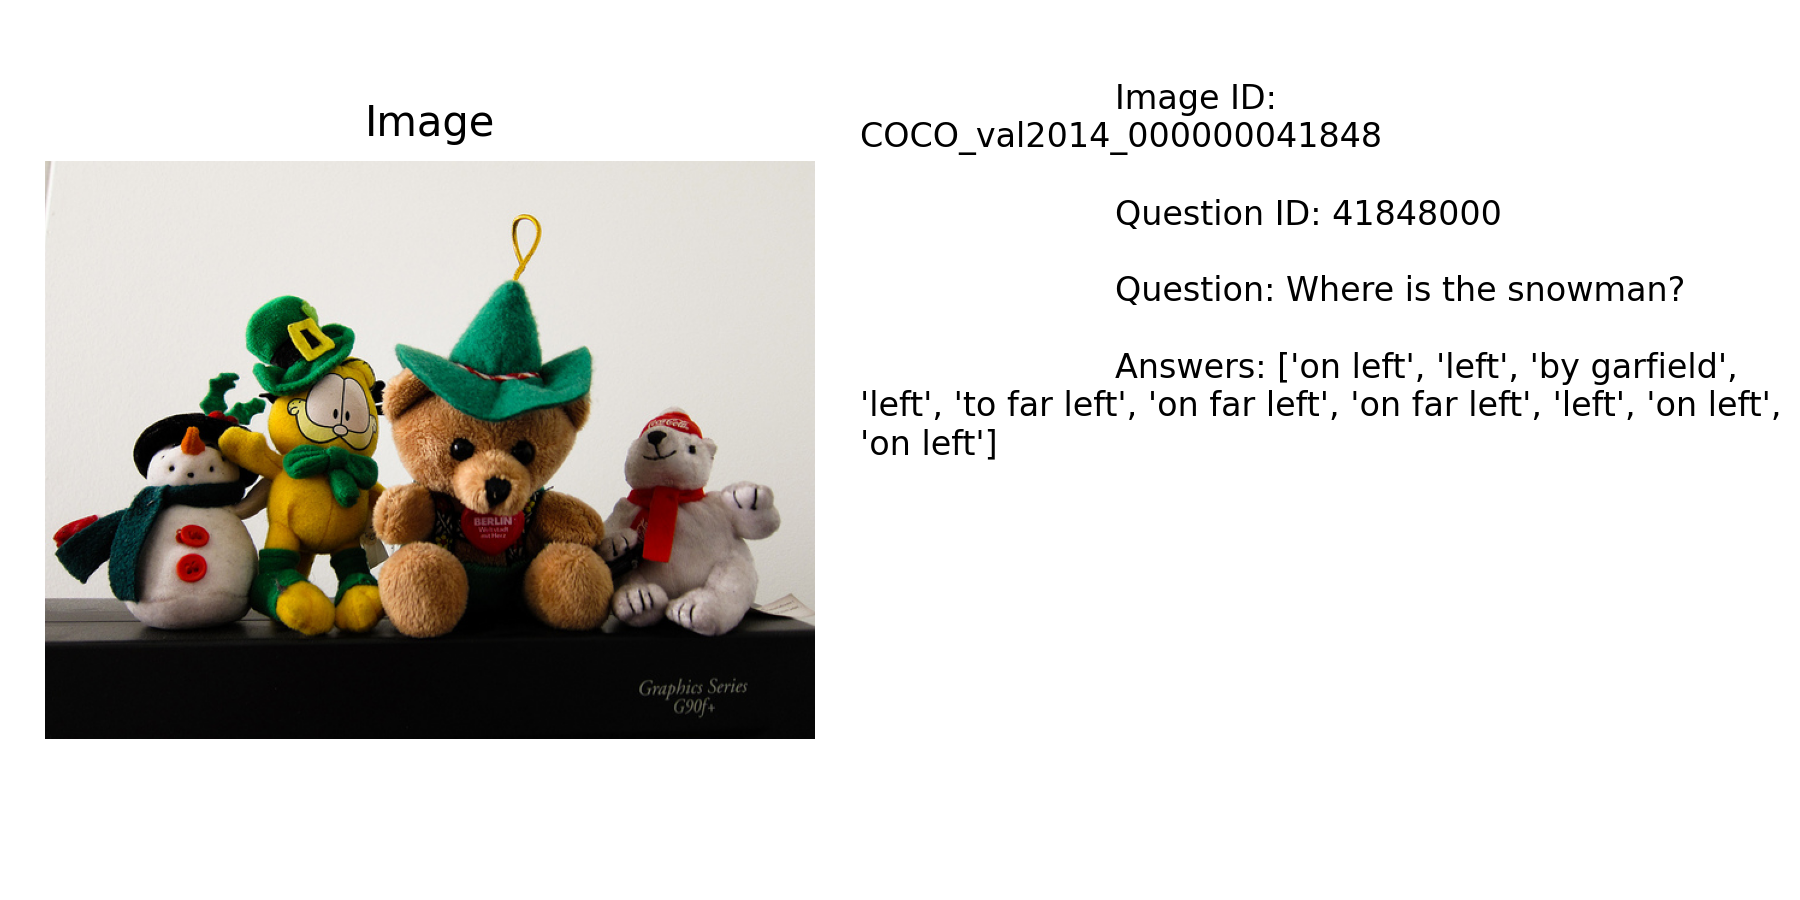 Image
Image ID:
COCO_val2014_000000041848
Question ID: 41848000
Question: Where is the snowman?
Answers: ['on left', 'left', 'by garfield',
'left', 'to far left', 'on far left', 'on far left', 'left', 'on left',
'on left']
BERLIN
Graphics Series
G90f+